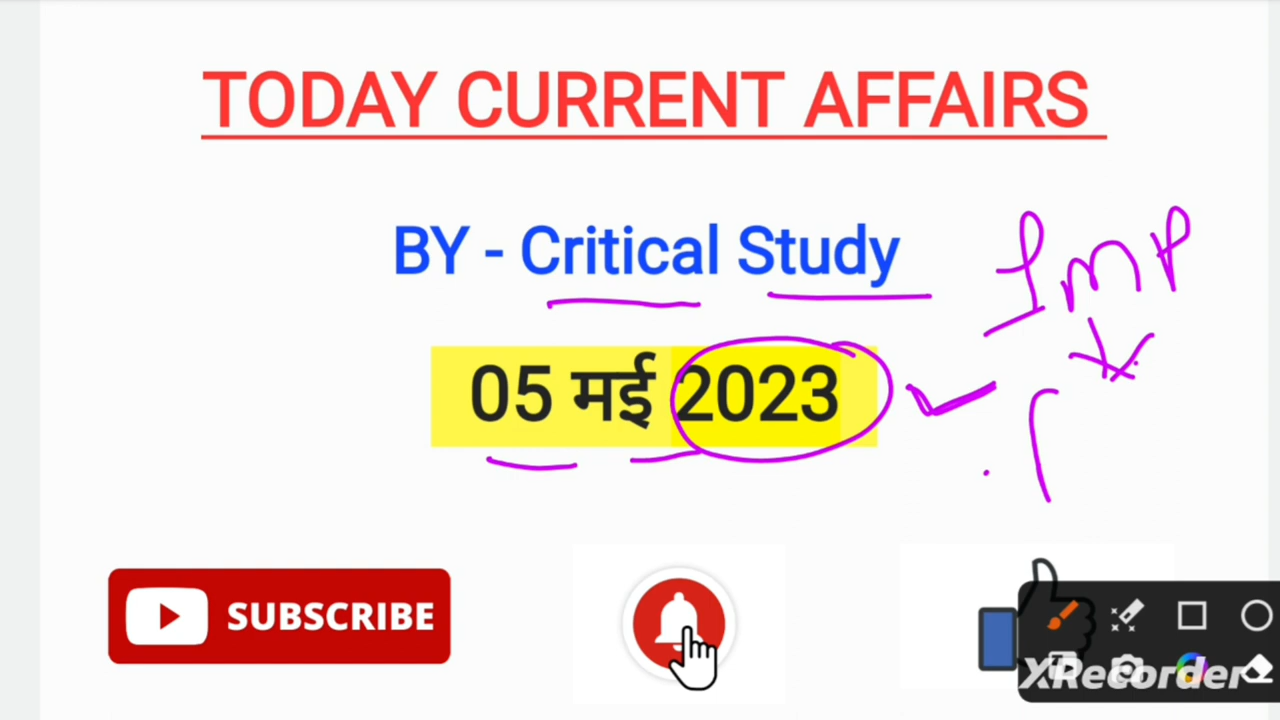 TODAY CURRENT AFFAIRS
BY - Critical Study
Imp
05 मई 2023
SUBSCRIBE
XRecorder